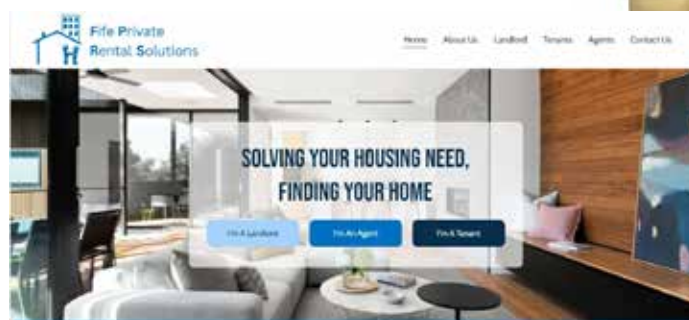 Fife Private
Rental Solutions
Home About Us Landlord Tenants Agents Contact Us
SOLVING YOUR HOUSING NEED,
FINDING YOUR HOME
I'm A Landlord I'm An Agent I'm A Tenant